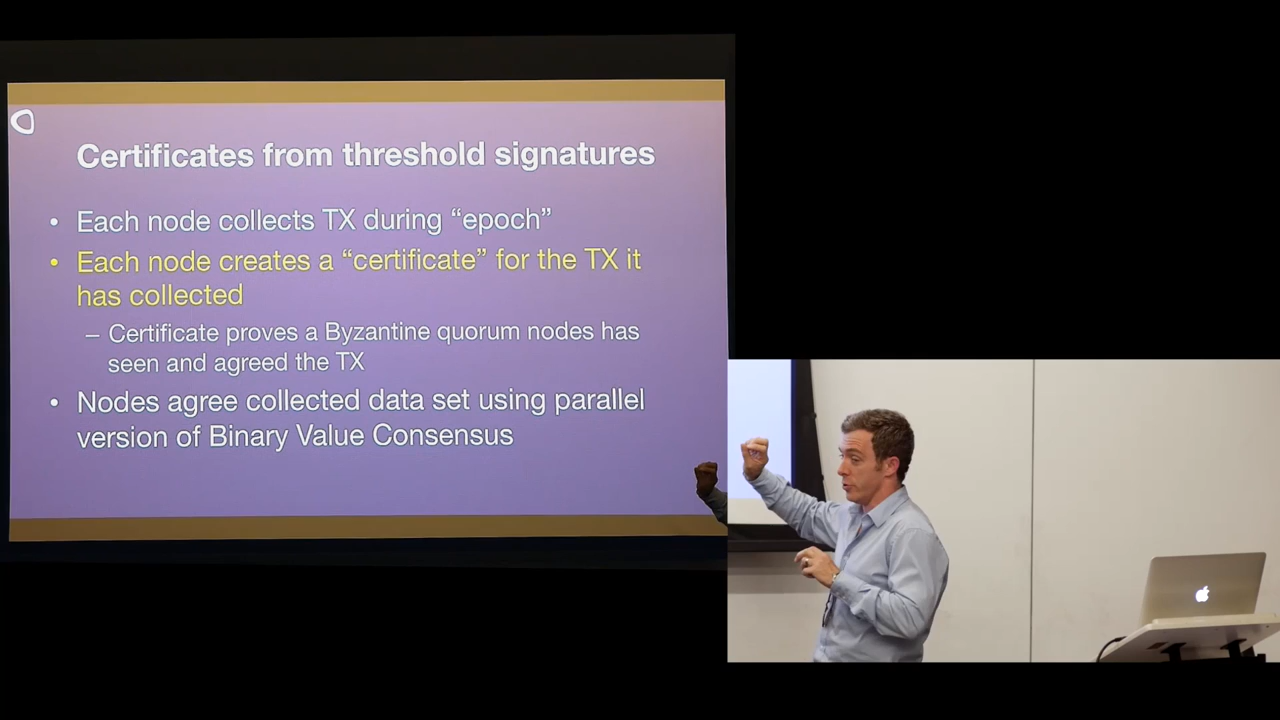 Certificates from threshold signatures
• Each node collects TX during “epoch”
• Each node creates a “certificate” for the TX it
has collected
– Certificate proves a Byzantine quorum nodes has
seen and agreed the TX
• Nodes agree collected data set using parallel
version of Binary Value Consensus